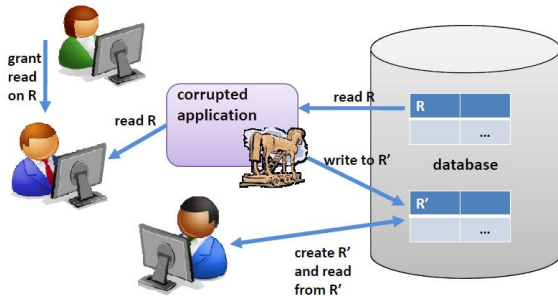 grant
read
on R
read R
corrupted
application
read R
write to R'
R
...
database
R'
...
create R'
and read
from R'